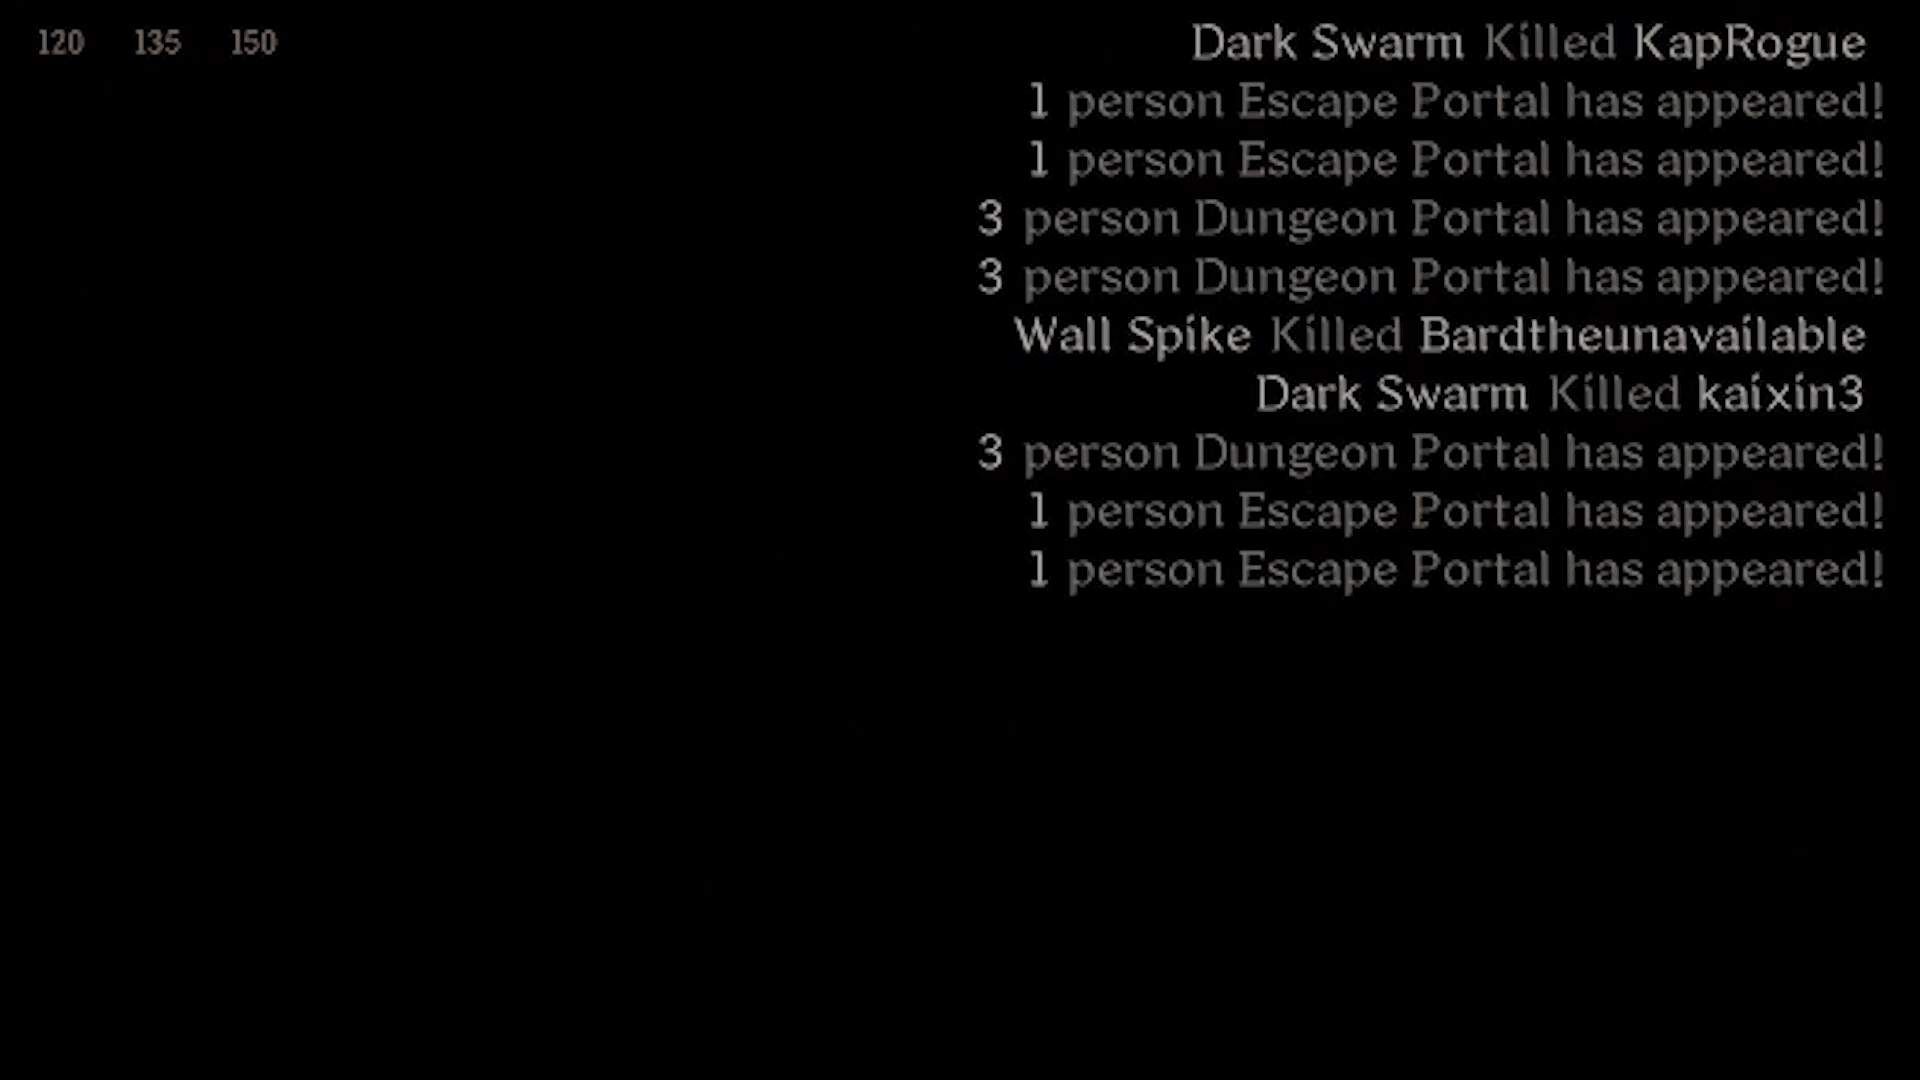 120 135 150
Dark Swarm Killed KapRogue
1 person Escape Portal has appeared!
1 person Escape Portal has appeared!
3 person Dungeon Portal has appeared!
3 person Dungeon Portal has appeared!
Wall Spike Killed Bardtheunavailable
Dark Swarm Killed kaixin3
3 person Dungeon Portal has appeared!
1 person Escape Portal has appeared!
1 person Escape Portal has appeared!